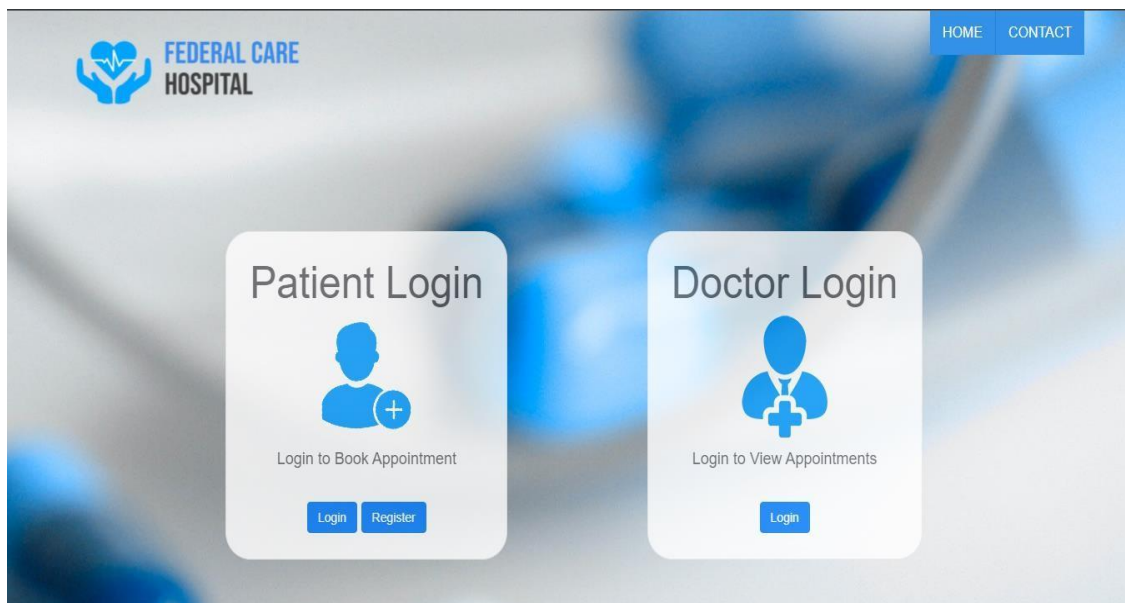 FEDERAL CARE
HOSPITAL
HOME CONTACT
Patient Login
Login to Book Appointment
Login Register
Doctor Login
Login to View Appointments
Login